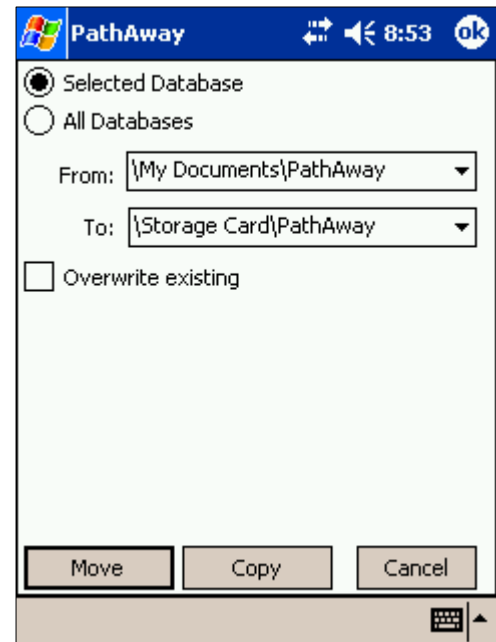 PathAway 8:53 ok
Selected Database
All Databases
From: \My Documents\PathAway
To: \Storage Card\PathAway
Overwrite existing
Move Copy Cancel